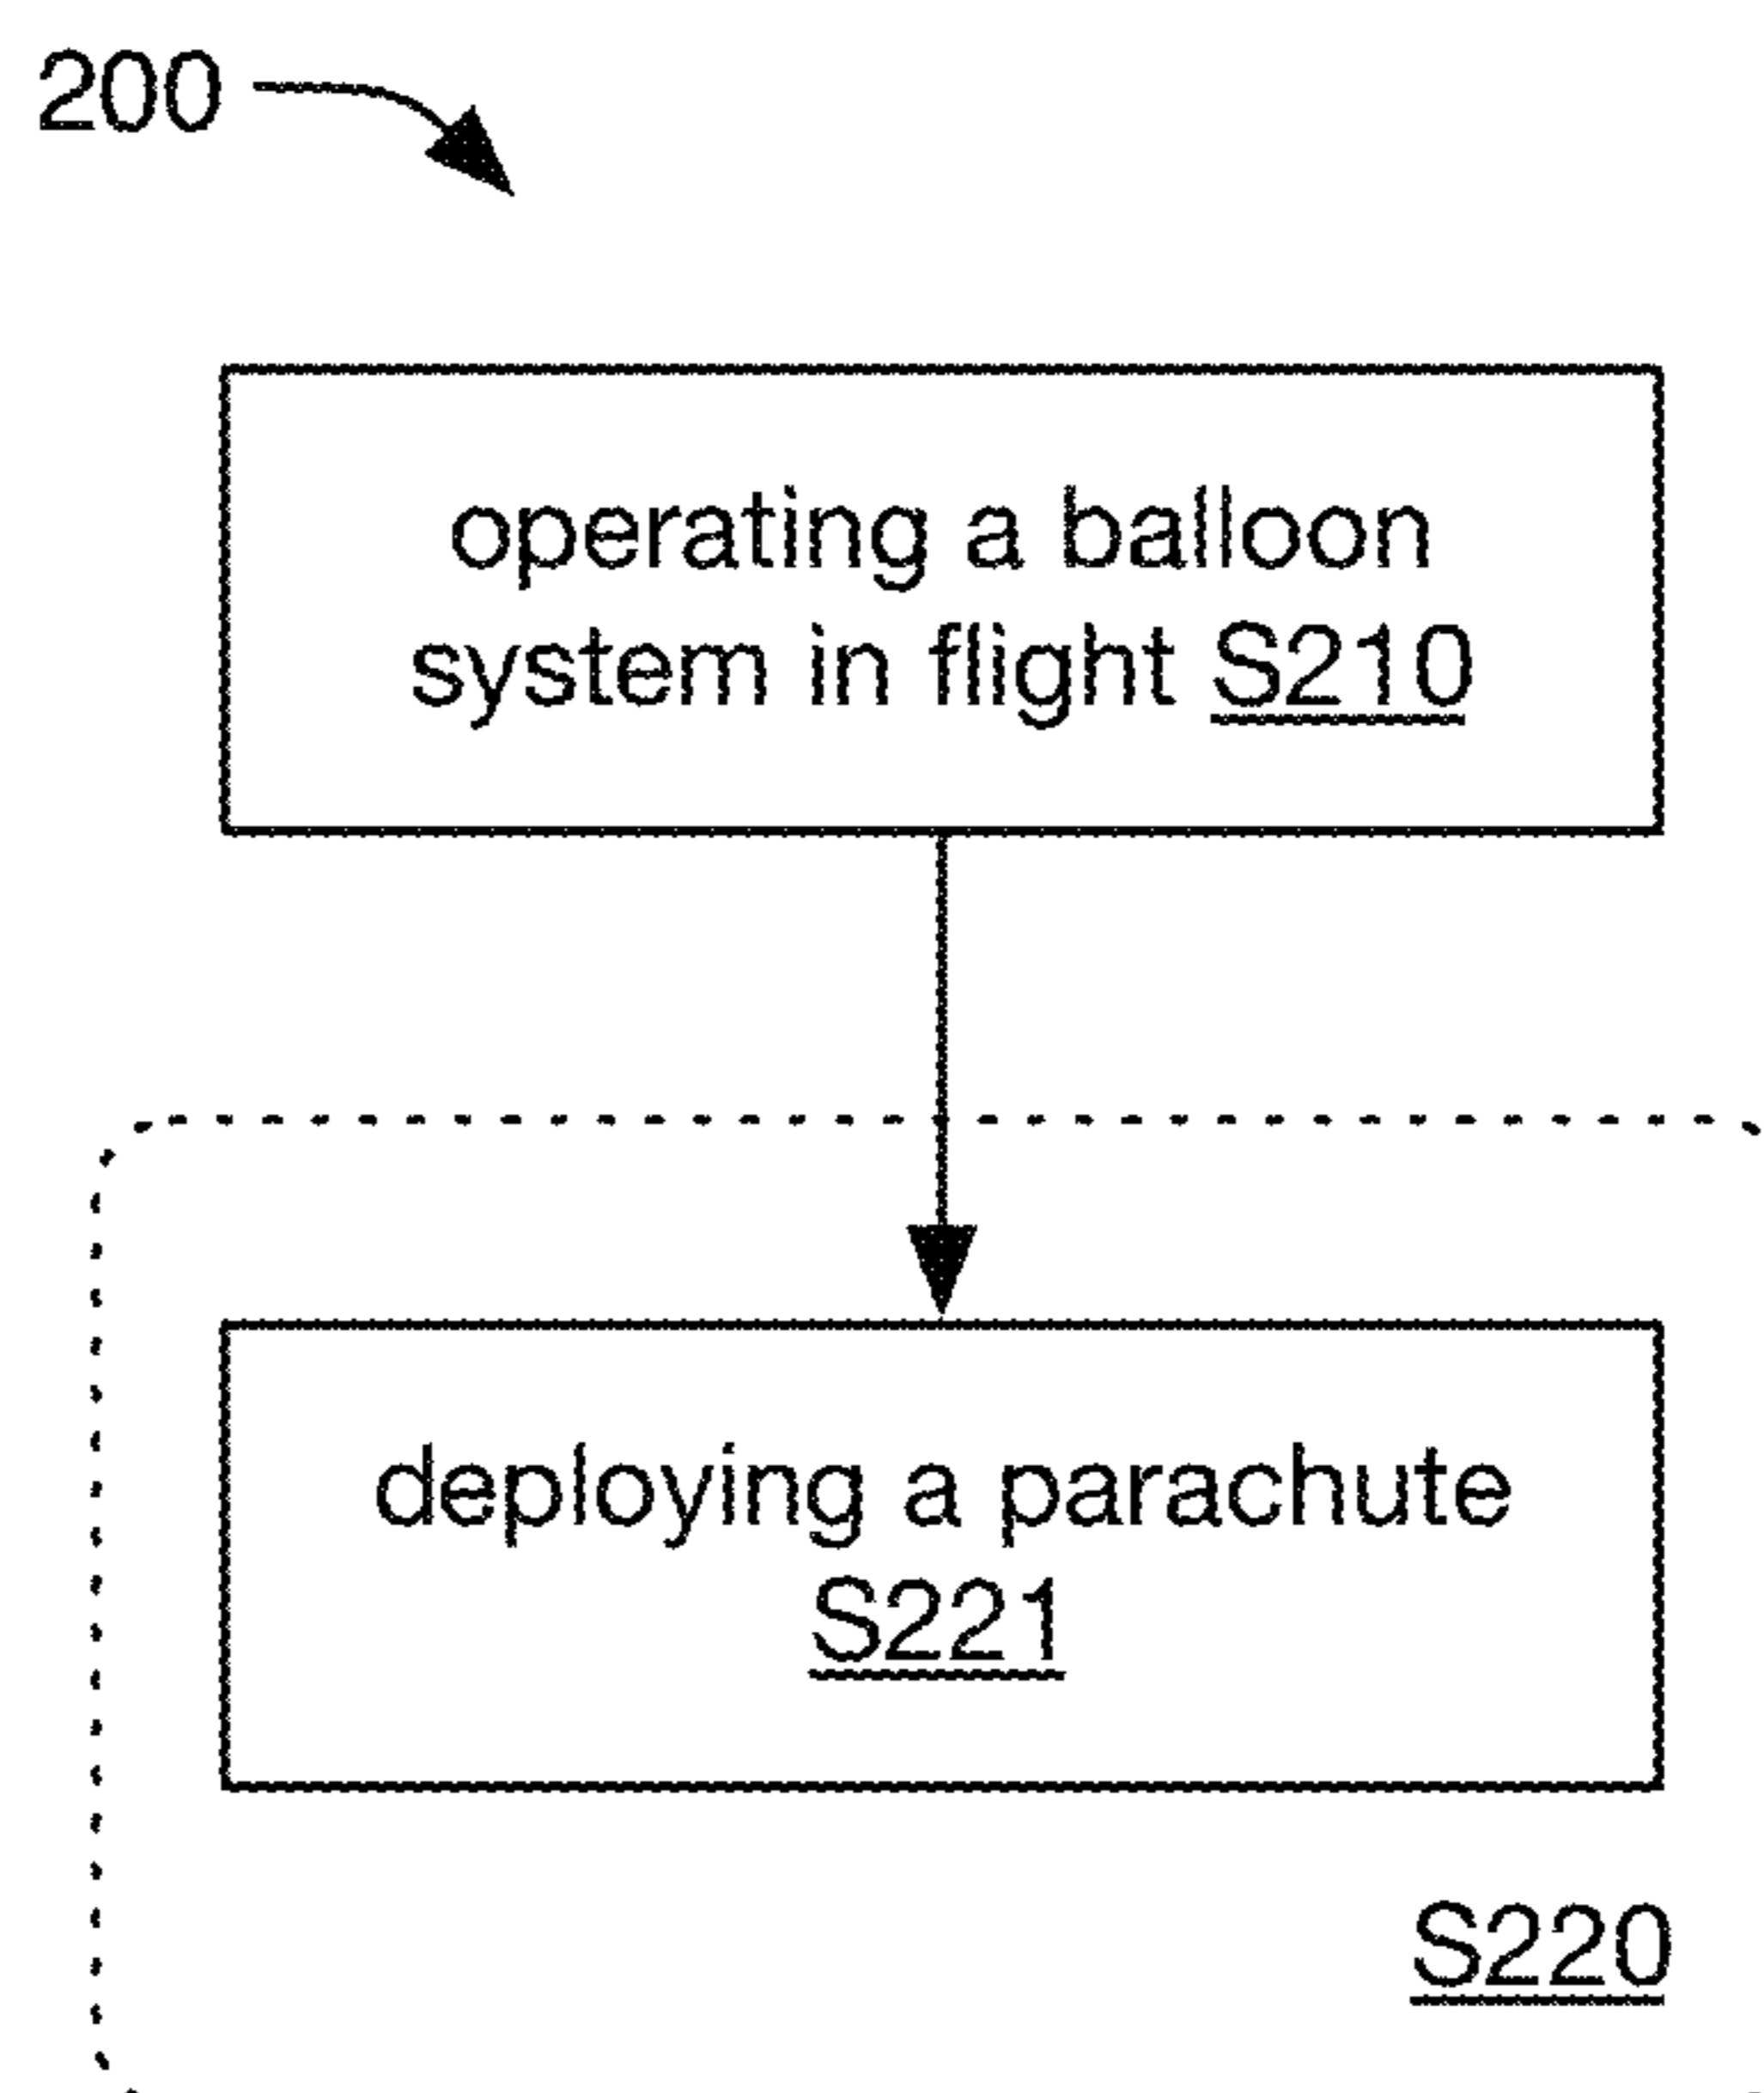 200
operating a balloon
system in flight S210
deploying a parachute
S221
S220